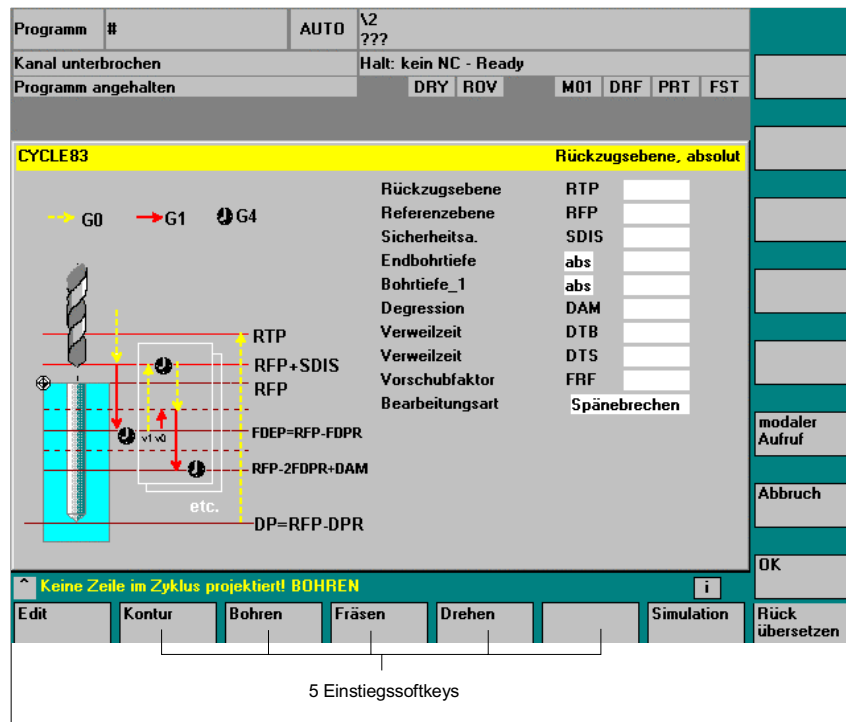 Programm # AUTO \2
???
Kanal unterbrochen Halt: kein NC - Ready
Programm angehalten DRY ROV M01 DRF PRT FST
CYCLE83 Rückzugsebene, absolut
G0 G1 G4
Rückzugsebene RTP
Referenzebene RFP
Sicherheitsa. SDIS
Endbohrtiefe abs
Bohrtiefe_1 abs
Degression DAM
Verweilzeit DTB
Verweilzeit DTS
Vorschubfaktor FRF
Bearbeitungsart Spänebrechen
RTP
RFP+SDIS
RFP
v1 v0 FDEP=RFP-FDPR
RFP-2FDPR+DAM
etc.
DP=RFP-DPR
modaler
Aufruf
Abbruch
OK
^ Keine Zeile im Zyklus projektiert! BOHREN i
Edit Kontur Bohren Fräsen Drehen Simulation Rück
übersetzen
5 Einstiegssoftkeys